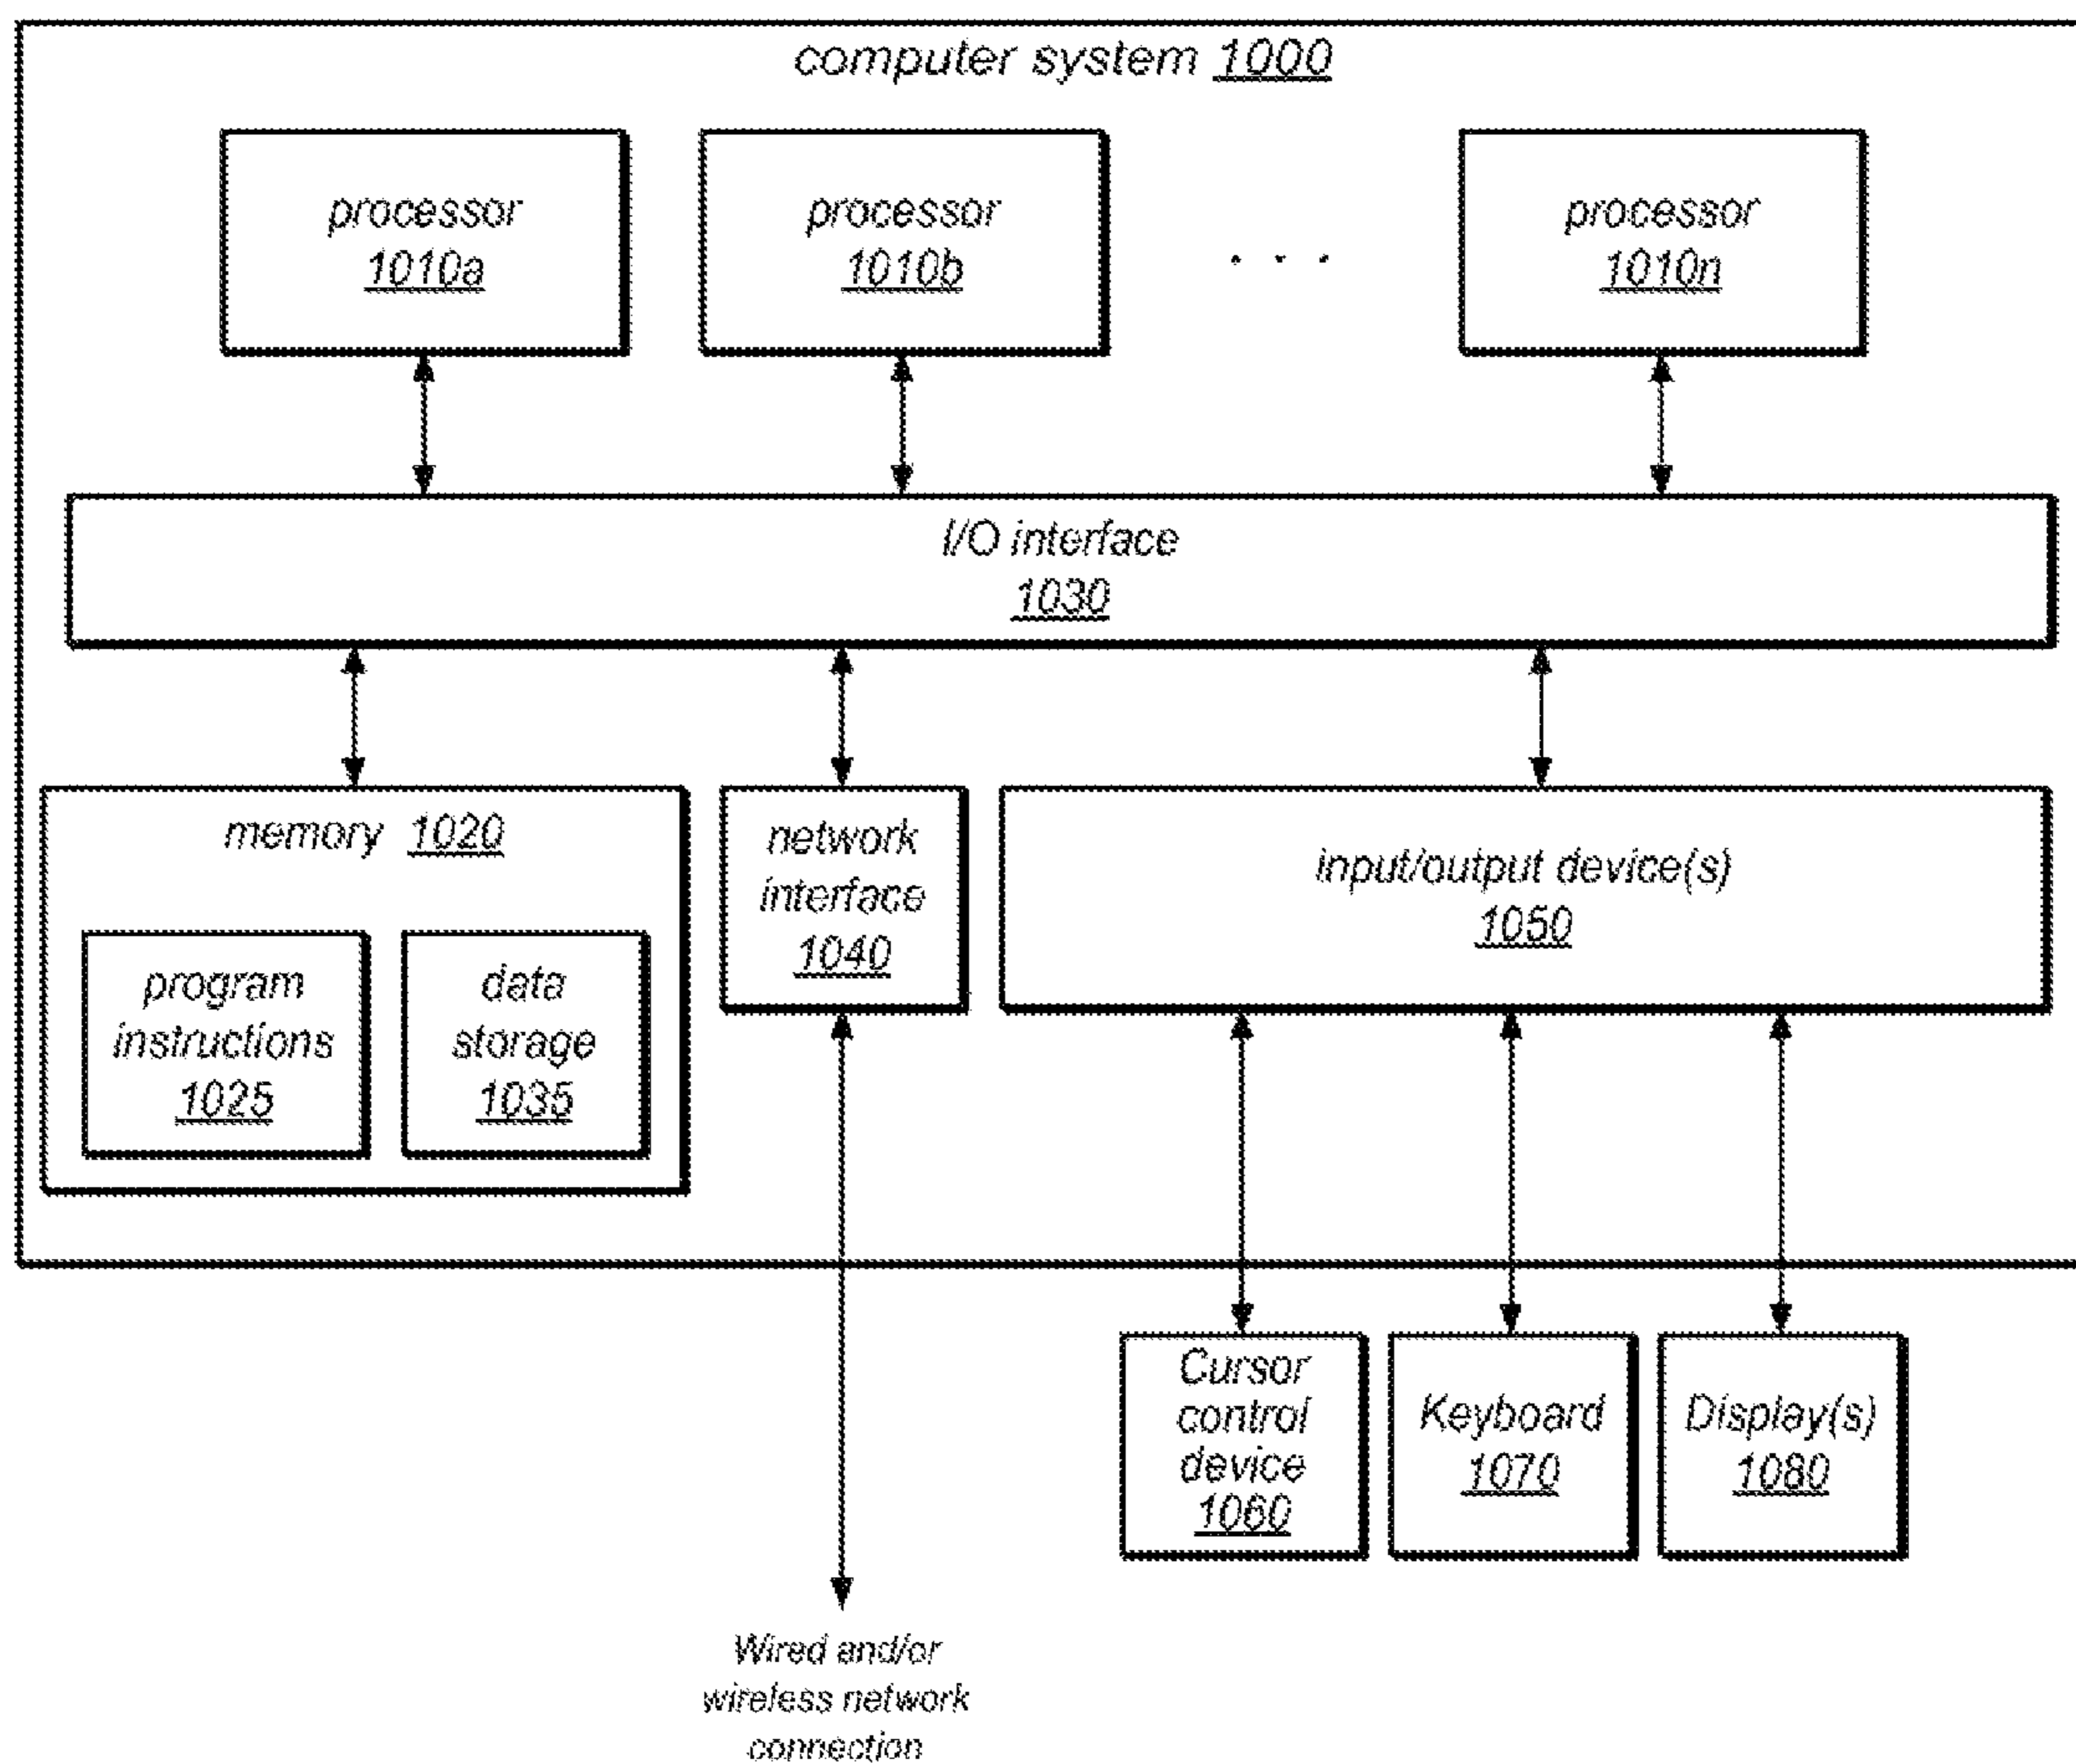 computer system 1000
processor
1010a
processor
1010b
. . .
processor
1010n
I/O interface
1030
memory 1020
program
instructions
1025
data
storage
1035
network
interface
1040
input/output device(s)
1050
Cursor
control
device
1060
Keyboard
1070
Display(s)
1080
Wired and/or
wireless network
connection